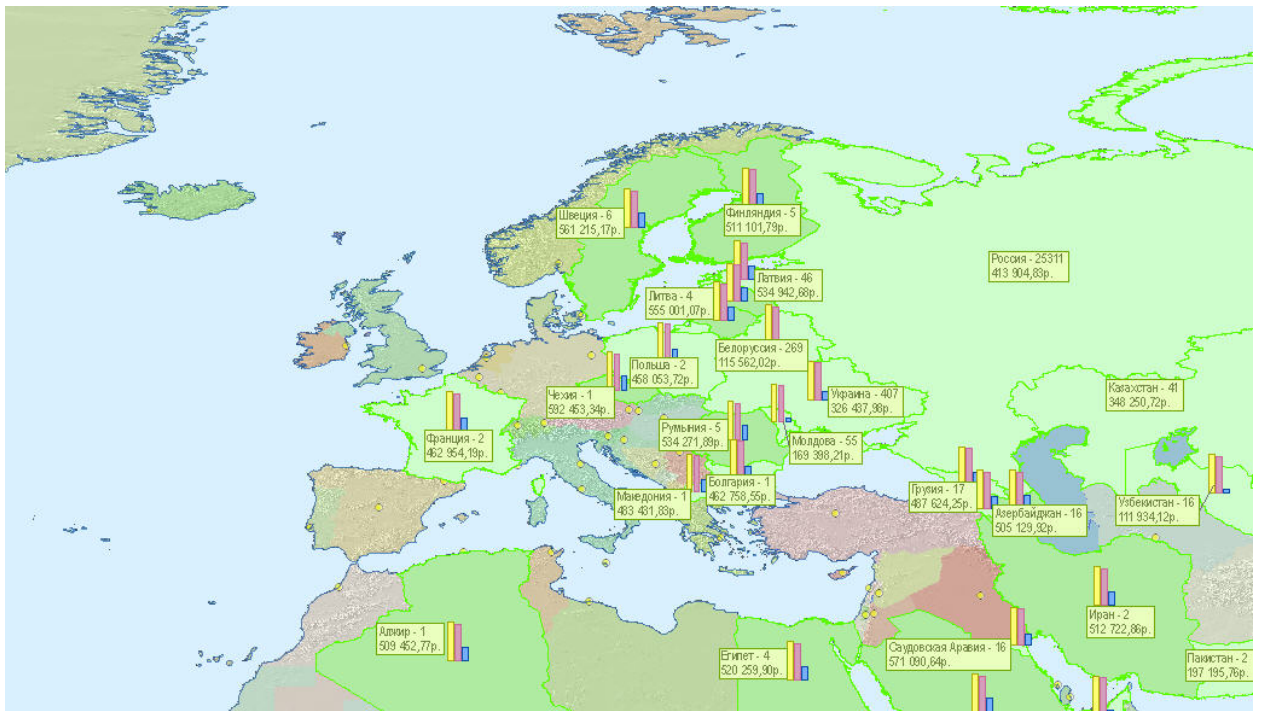 Швеция - 6
561 215,17р.
Финляндия - 5
511 101,79р.
Россия - 25311
413 904,83р.
Латвия - 46
534 942,68р.
Литва - 4
555 001,07р.
Белоруссия - 269
115 562,02р.
Польша - 2
458 053,72р.
Чехия - 1
592 453,34р.
Украина - 407
326 437,98р.
Казахстан - 41
348 250,72р.
Франция - 2
462 954,19р.
Румыния - 5
534 271,89р.
Молдова - 55
169 398,21р.
Македония - 1
483 481,83р.
Болгария - 1
462 758,55р.
Грузия - 17
487 624,25р.
Азербайджан - 16
505 129,92р.
Узбекистан - 16
111 934,12р.
Иран - 2
512 722,86р.
Алжир - 1
509 452,77р.
Египет - 4
520 259,90р.
Саудовская Аравия - 16
571 090,64р.
Пакистан - 2
197 195,76р.